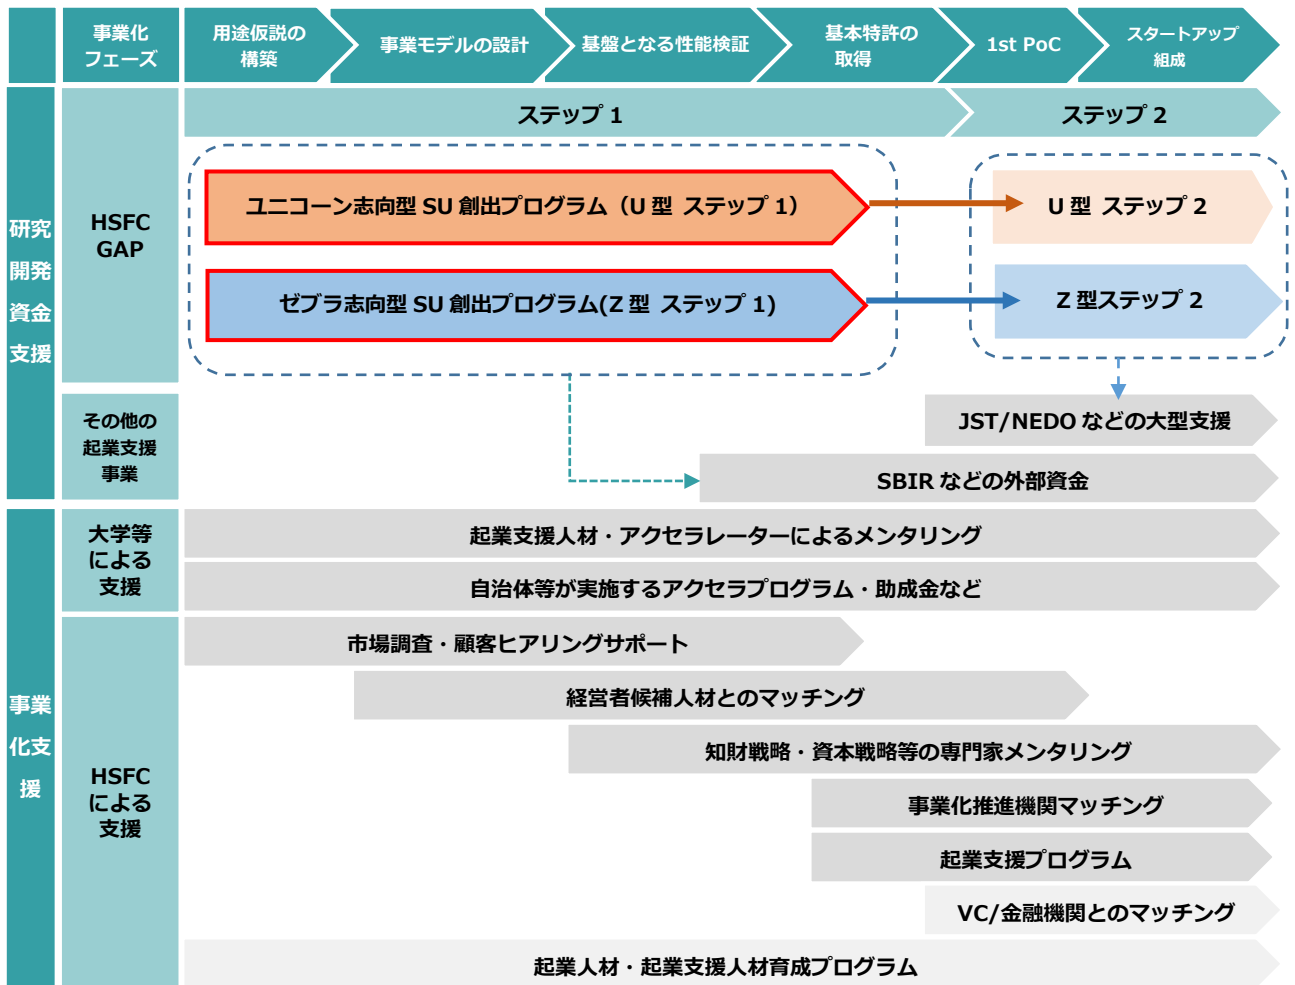 事業化
フェーズ
用途仮説の
構築
事業モデルの設計
基盤となる性能検証
基本特許の
取得
1st PoC
スタートアップ
組成
研究
開発
資金
支援
HSFC
GAP
ステップ 1
ステップ 2
ユニコーン志向型 SU 創出プログラム（U 型 ステップ 1）
U 型 ステップ 2
ゼブラ志向型 SU 創出プログラム(Z 型 ステップ 1)
Z 型ステップ 2
その他の
起業支援
事業
JST/NEDO などの大型支援
SBIR などの外部資金
事業
化支
援
大学等
による
支援
起業支援人材・アクセラレーターによるメンタリング
自治体等が実施するアクセラプログラム・助成金など
HSFC
による
支援
市場調査・顧客ヒアリングサポート
経営者候補人材とのマッチング
知財戦略・資本戦略等の専門家メンタリング
事業化推進機関マッチング
起業支援プログラム
VC/金融機関とのマッチング
起業人材・起業支援人材育成プログラム